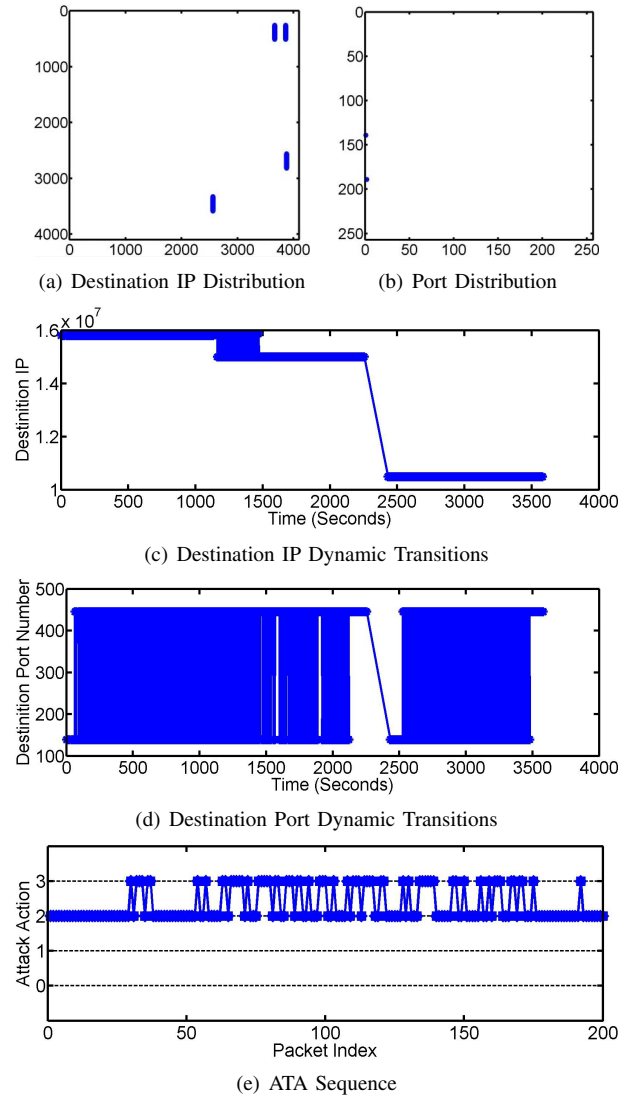 0
1000
2000
3000
4000
0 1000 2000 3000 4000
(a) Destination IP Distribution
0
50
100
150
200
250
0 50 100 150 200 250
(b) Port Distribution
1.6 x 10^7
1.4
1.2
1
Destinition IP
0 500 1000 1500 2000 2500 3000 3500 4000
Time (Seconds)
(c) Destination IP Dynamic Transitions
500
400
300
200
100
Destinition Port Number
0 500 1000 1500 2000 2500 3000 3500 4000
Time (Seconds)
(d) Destination Port Dynamic Transitions
3
2
1
0
Attack Action
0 50 100 150 200
Packet Index
(e) ATA Sequence